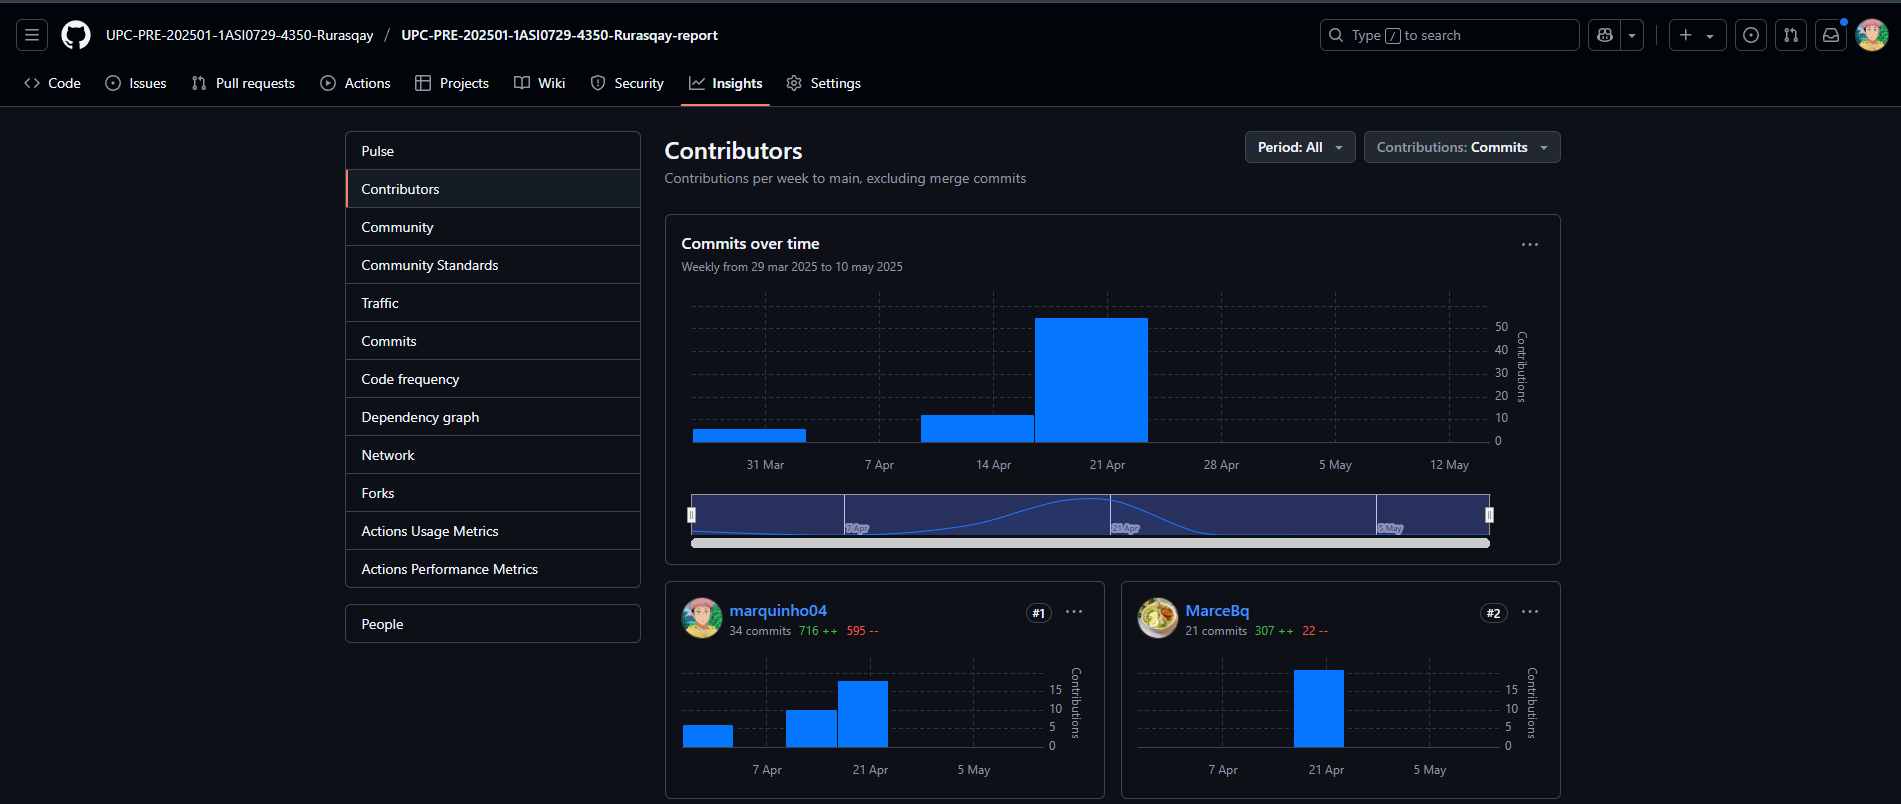 UPC-PRE-202501-1ASI0729-4350-Rurasqay / UPC-PRE-202501-1ASI0729-4350-Rurasqay-report
Type / to search
Code Issues Pull requests Actions Projects Wiki Security Insights Settings
Pulse
Contributors
Community
Community Standards
Traffic
Commits
Code frequency
Dependency graph
Network
Forks
Actions Usage Metrics
Actions Performance Metrics
People
Contributors
Contributions per week to main, excluding merge commits
Period: All
Contributions: Commits
Commits over time
Weekly from 29 mar 2025 to 10 may 2025
50
40
30
20
10
0
Contributions
31 Mar 7 Apr 14 Apr 21 Apr 28 Apr 5 May 12 May
7 Apr 21 Apr 5 May
marquinho04
#1
34 commits 716 ++ 595 --
15
10
5
0
Contributions
7 Apr 21 Apr 5 May
MarceBq
#2
21 commits 307 ++ 22 --
15
10
5
0
Contributions
7 Apr 21 Apr 5 May